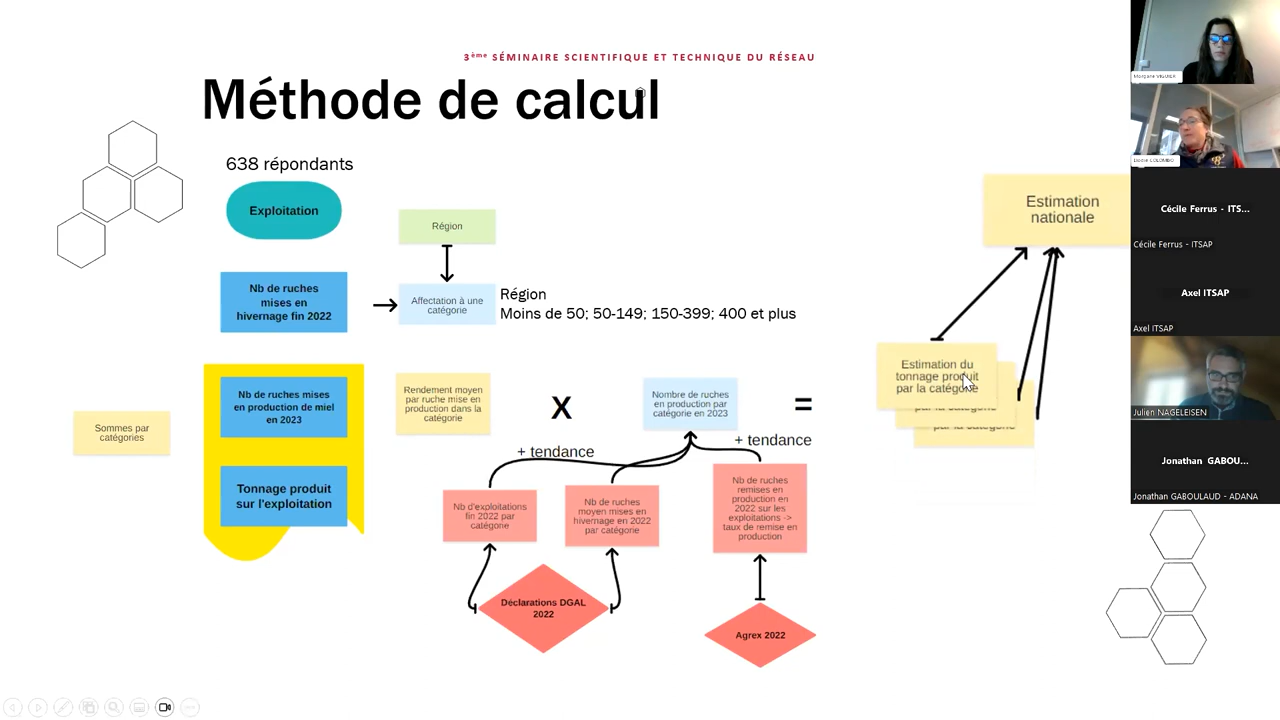 3ème SÉMINAIRE SCIENTIFIQUE ET TECHNIQUE DU RÉSEAU
Méthode de calcul
638 répondants
Exploitation
Région
Nb de ruches
mises en
hivernage fin 2022
Affectation à une
catégorie
Région
Moins de 50; 50-149; 150-399; 400 et plus
Estimation
nationale
Sommes par
catégories
Nb de ruches mises
en production de miel
en 2023
Tonnage produit
sur l'exploitation
Rendement moyen
par ruche mise en
production dans la
catégorie
X
Nombre de ruches
en production par
catégorie en 2023
=
Estimation du
tonnage produit
par la catégorie
par la catégorie
par la catégorie
+ tendance
+ tendance
Nb d'exploitations
fin 2022 par
catégorie
Nb de ruches
moyen mises en
hivernage en 2022
par catégorie
Nb de ruches
remises en
production en
2022 sur les
exploitations ->
taux de remise en
production
Déclarations DGAL
2022
Agrex 2022
Cécile Ferrus - ITS...
Cécile Ferrus - ITSAP
Axel ITSAP
Axel ITSAP
Julien NAGELEISEN
Jonathan GABOU...
Jonathan GABOULAUD - ADANA